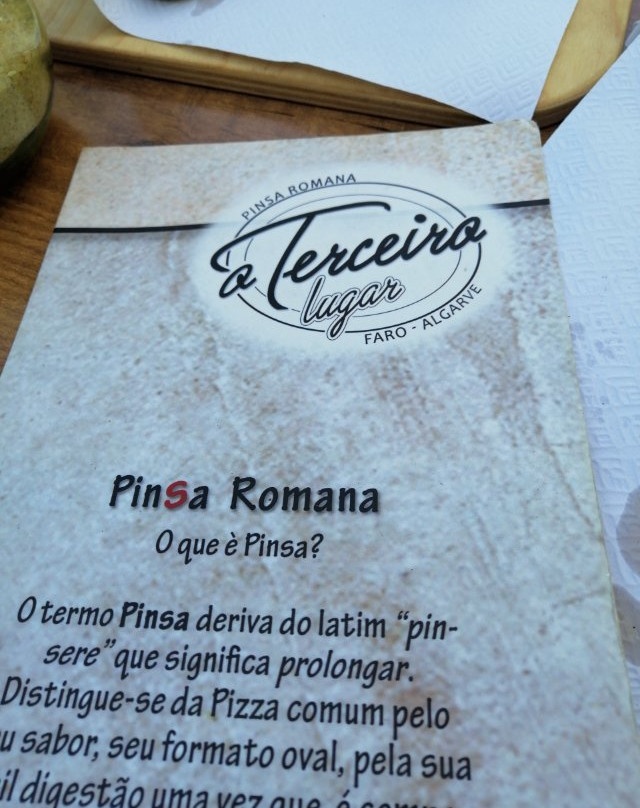 PINSA ROMANA
o Terceiro
lugar
FARO - ALGARVE
PinSa Romana
O que è Pinsa?
O termo Pinsa deriva do latim “pin-
sere”que significa prolongar.
Distingue-se da Pizza comum pelo
sabor, seu formato oval, pela sua
digestão uma vez que, é